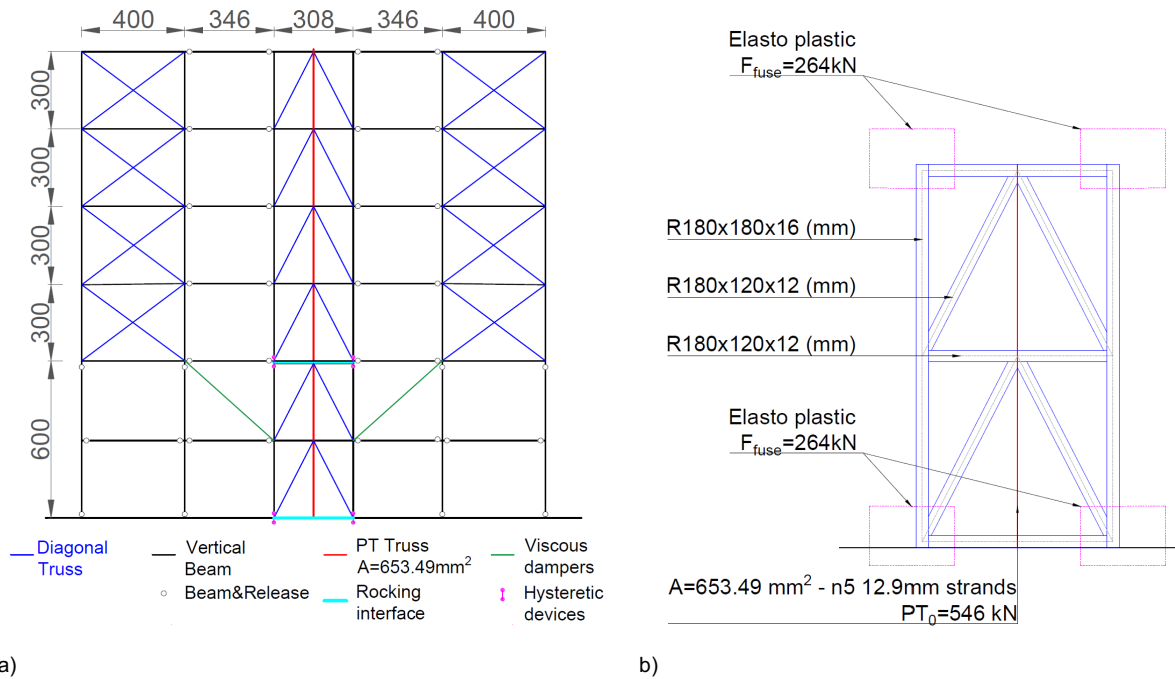 400 346 308 346 400
300
300
300
300
600
Diagonal
Truss
Vertical
Beam
Beam&Release
PT Truss
A=653.49mm²
Rocking
interface
Viscous
dampers
Hysteretic
devices
a)
Elasto plastic
F_fuse=264kN
R180x180x16 (mm)
R180x120x12 (mm)
R180x120x12 (mm)
Elasto plastic
F_fuse=264kN
A=653.49 mm² - n5 12.9mm strands
PT₀=546 kN
b)